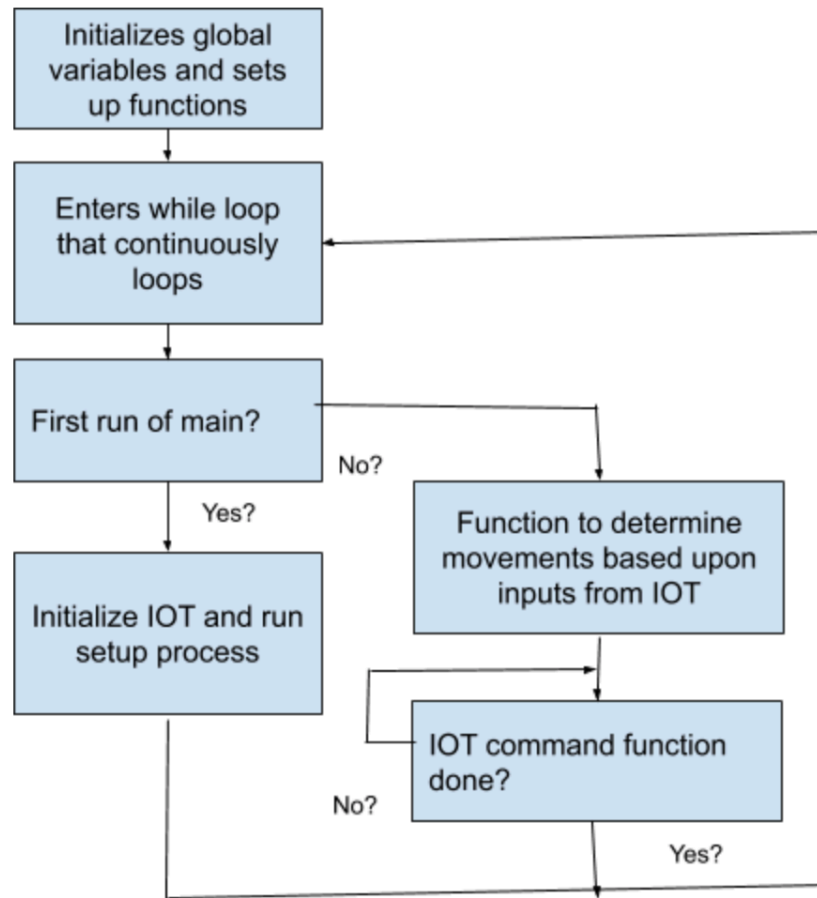 Initializes global
variables and sets
up functions
Enters while loop
that continuously
loops
First run of main?
No?
Yes?
Function to determine
movements based upon
inputs from IOT
Initialize IOT and run
setup process
IOT command function
done?
No?
Yes?